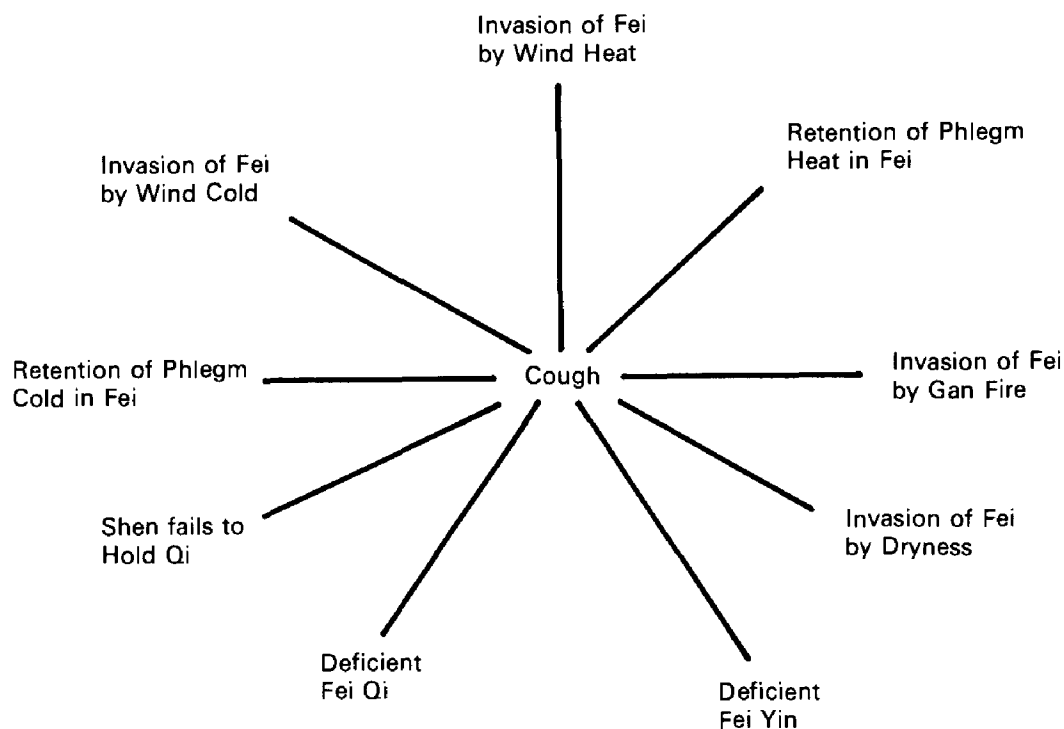 Invasion of Fei
by Wind Heat
Retention of Phlegm
Heat in Fei
Invasion of Fei
by Wind Cold
Retention of Phlegm
Cold in Fei
Cough
Invasion of Fei
by Gan Fire
Shen fails to
Hold Qi
Invasion of Fei
by Dryness
Deficient
Fei Qi
Deficient
Fei Yin